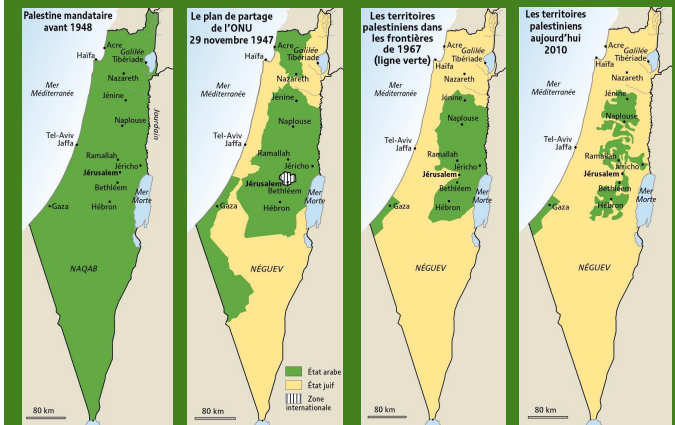 Palestine mandataire
avant 1948
Acre
Haïfa
Galilée
Tibériade
Nazareth
Mer
Méditerranée
Jénine
Jourdain
Naplouse
Tel-Aviv
Jaffa
Ramallah
Jéricho
Jérusalem
Bethléem
Mer
Morte
Gaza
Hébron
NAQAB
80 km
Le plan de partage
de l'ONU
29 novembre 1947
Acre
Haïfa
Galilée
Tibériade
Nazareth
Mer
Méditerranée
Jénine
Naplouse
Tel-Aviv
Jaffa
Ramallah
Jéricho
Jérusalem
Bethléem
Mer
Morte
Gaza
Hébron
NÉGUEV
État arabe
État juif
Zone
internationale
80 km
Les territoires
palestiniens dans
les frontières
de 1967
(ligne verte)
Acre
Haïfa
Galilée
Tibériade
Nazareth
Mer
Méditerranée
Jénine
Naplouse
Tel-Aviv
Jaffa
Ramallah
Jéricho
Jérusalem
Bethléem
Mer
Morte
Gaza
Hébron
NÉGUEV
80 km
Les territoires
palestiniens
aujourd'hui
2010
Acre
Haïfa
Galilée
Tibériade
Nazareth
Mer
Méditerranée
Jénine
Naplouse
Tel-Aviv
Jaffa
Ramallah
Jéricho
Jérusalem
Bethléem
Mer
Morte
Gaza
Hébron
NÉGUEV
80 km